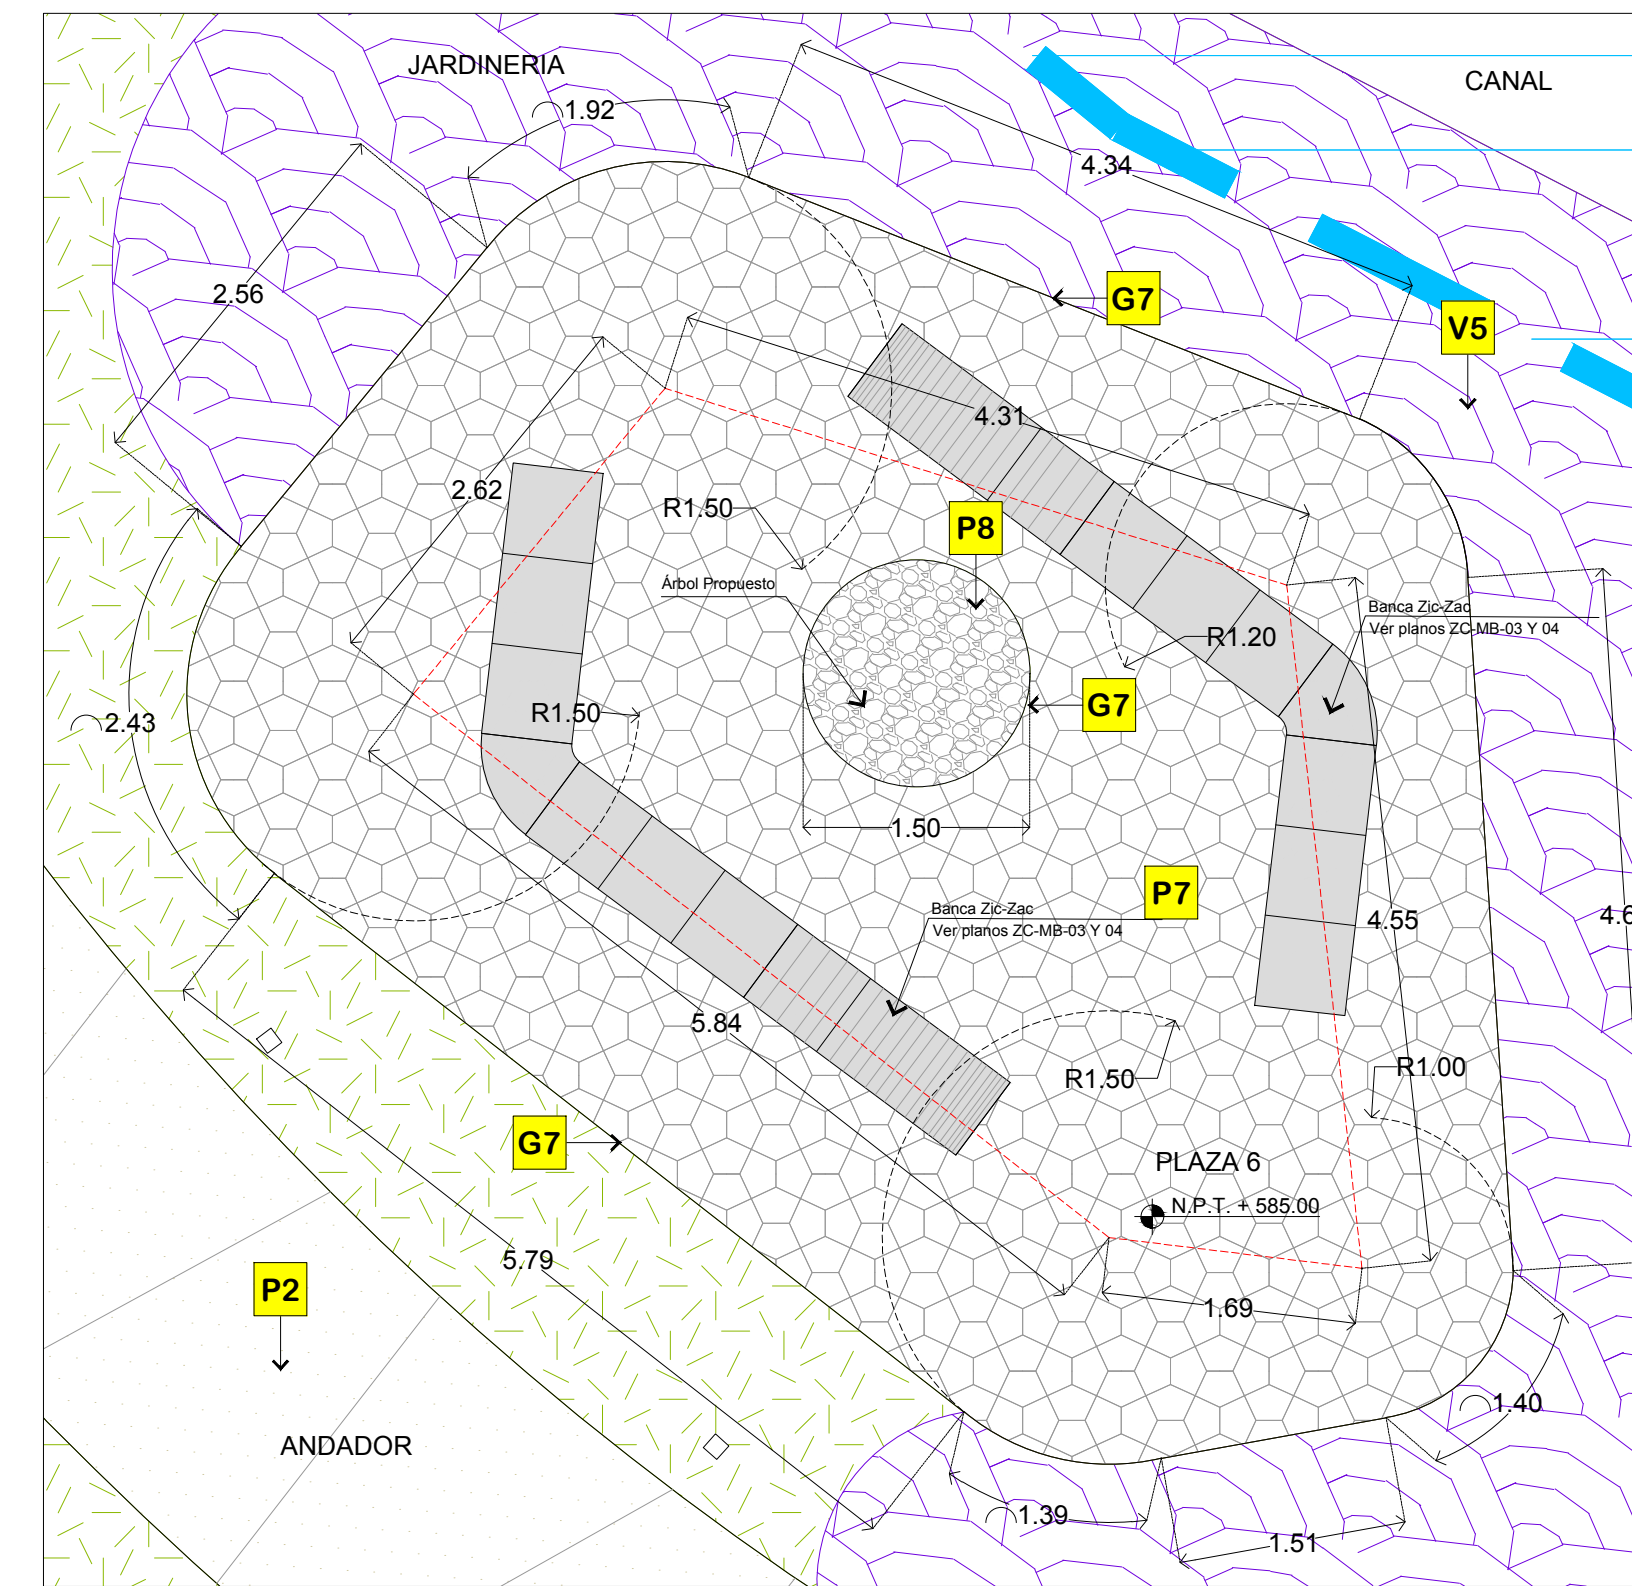 JARDINERIA
CANAL
1.92
4.34
2.56
G7
V5
4.31
2.62
R1.50
P8
Árbol Propuesto
Banca Zic-Zac
Ver planos ZC-MB-03 Y 04
R1.20
R1.50
G7
2.43
1.50
P7
Banca Zic-Zac
Ver planos ZC-MB-03 Y 04
4.55
4.6
5.84
R1.50
R1.00
G7
PLAZA 6
N.P.T. + 585.00
5.79
P2
1.69
ANDADOR
1.40
1.39
1.51